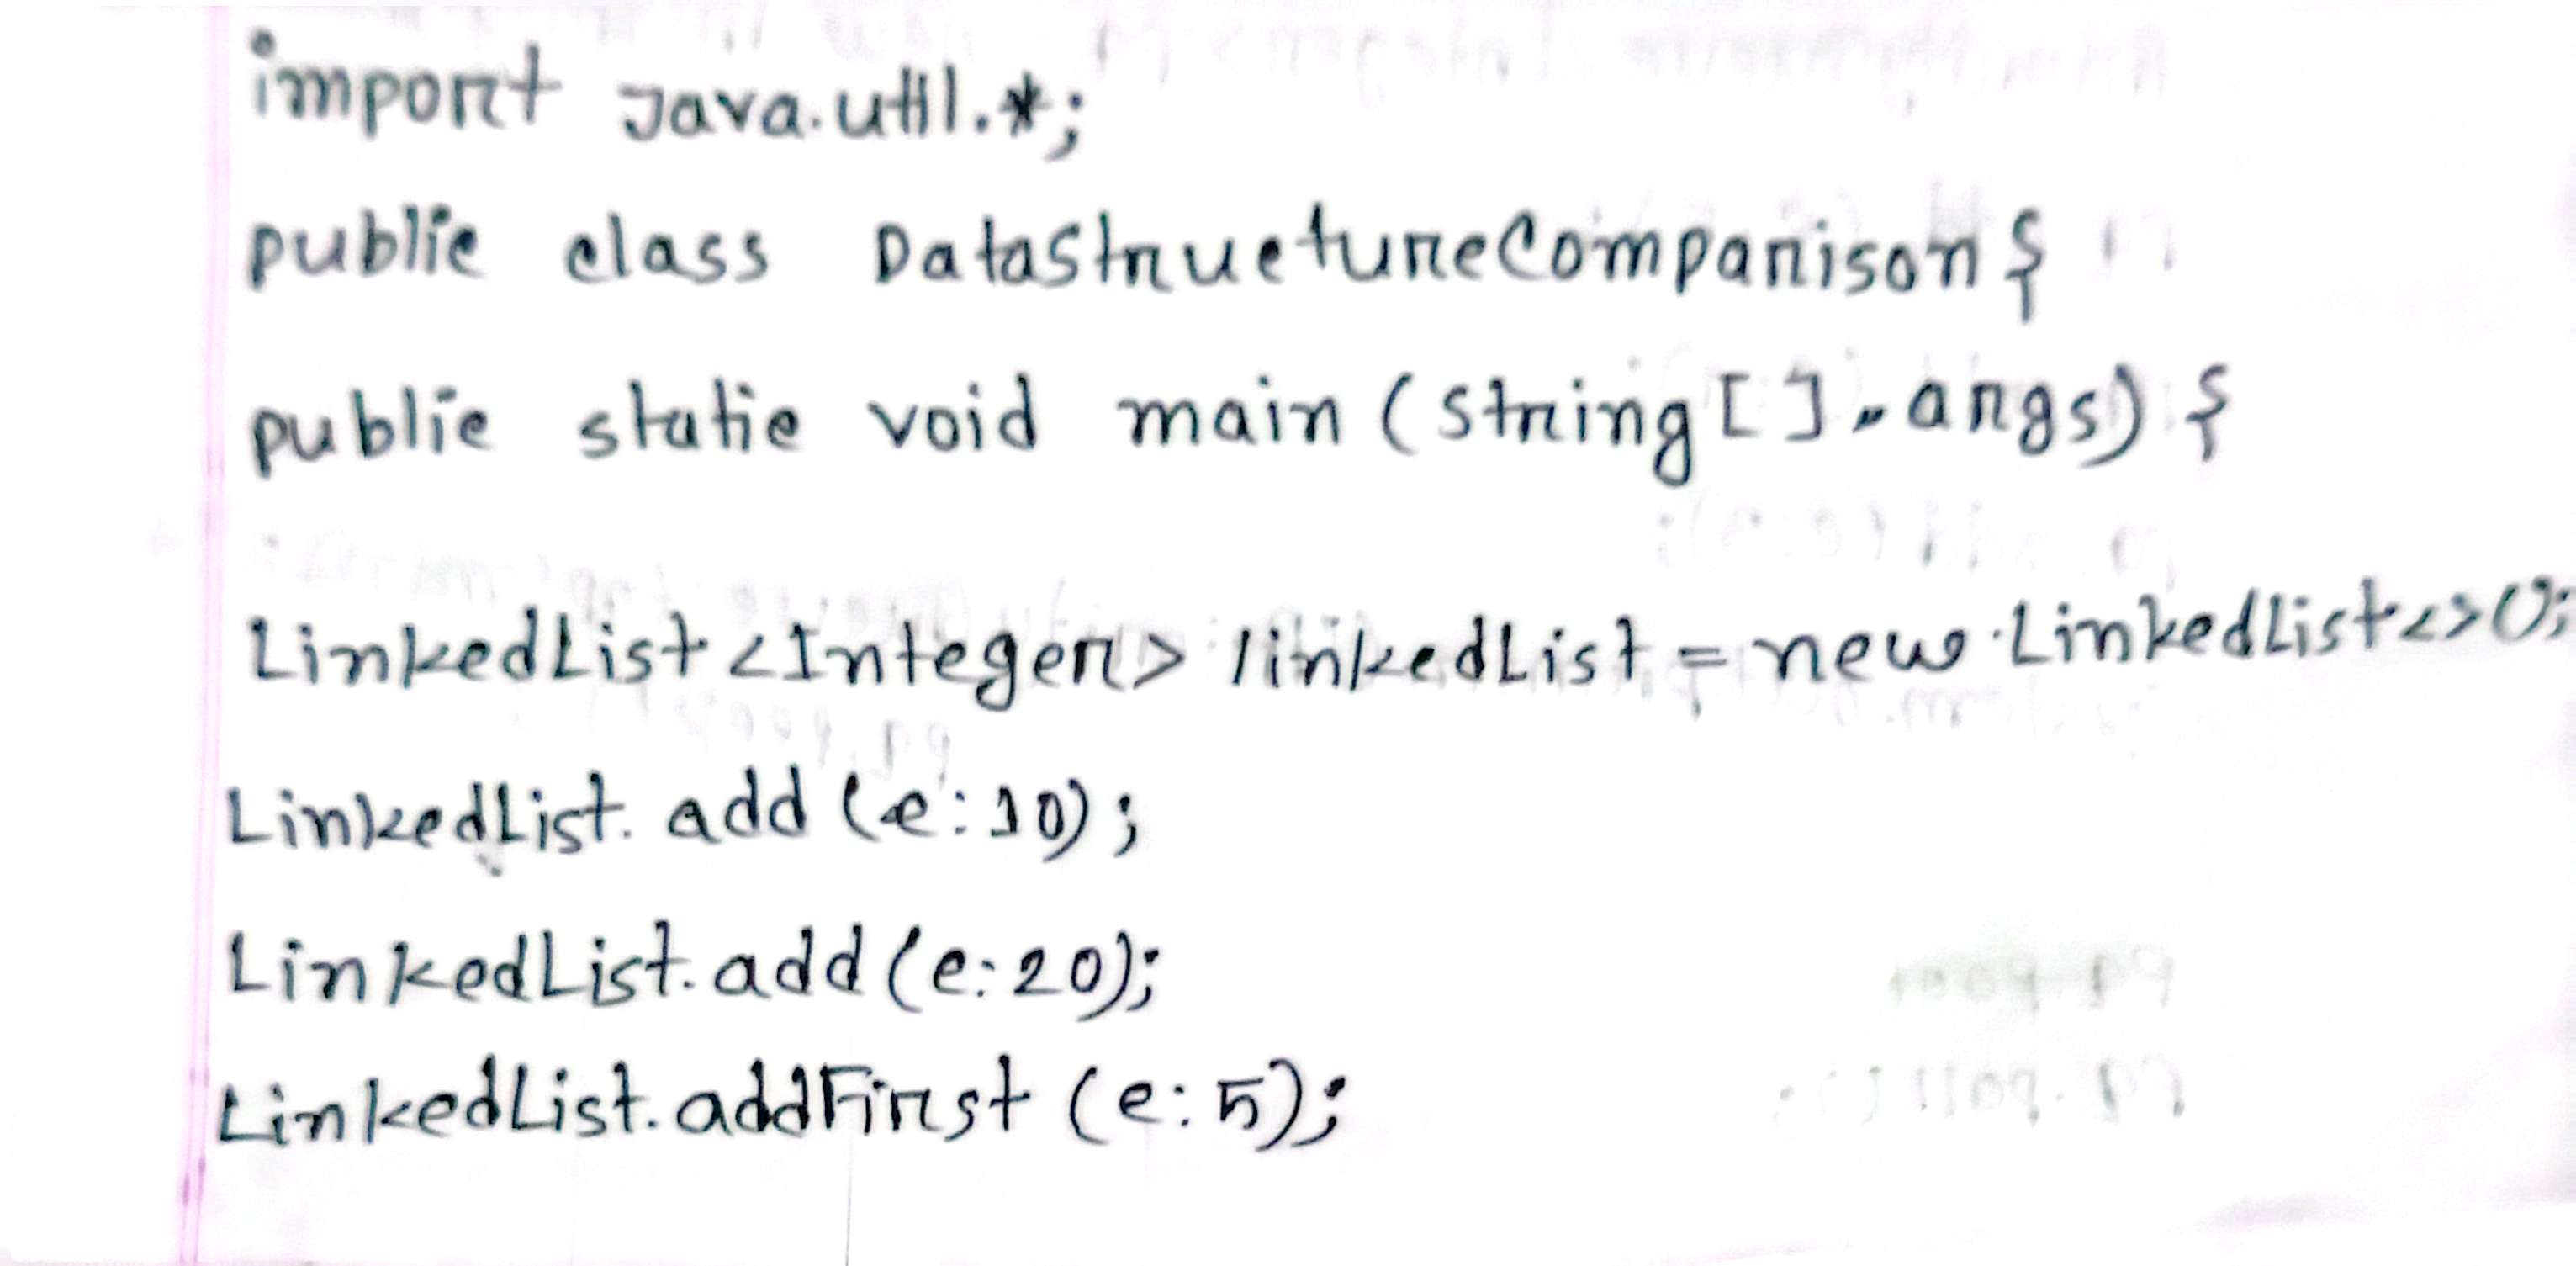 import java.util.*;
public class DataStructureComparison {
public static void main (String [] args) {
LinkedList <Integer> linkedList = new LinkedList<>();
LinkedList. add (e: 10);
LinkedList. add (e: 20);
LinkedList. addFirst (e: 5);